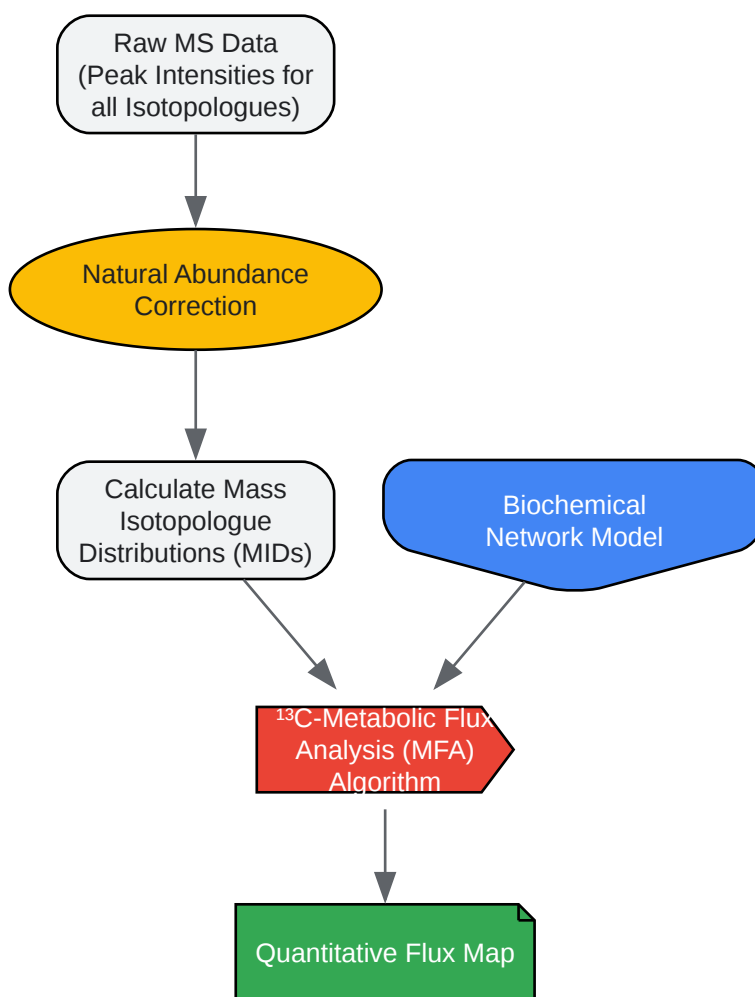 Raw MS Data
(Peak Intensities for
all Isotopologues)
Natural Abundance
Correction
Calculate Mass
Isotopologue
Distributions (MIDs)
Biochemical
Network Model
¹³C-Metabolic Flux
Analysis (MFA)
Algorithm
Quantitative Flux Map